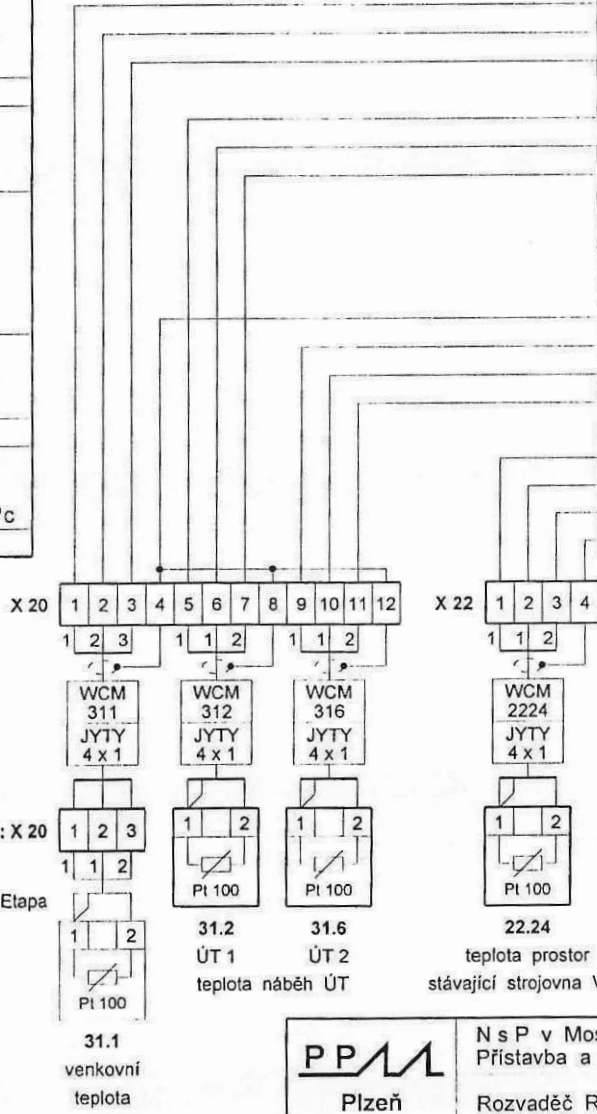 °C
X 20 1 2 3 4 5 6 7 8 9 10 11 12 X 22 1 2 3 4
1 2 3 1 1 2 1 1 2 1 1 2
WCM WCM WCM WCM
311 312 316 2224
JYTY JYTY JYTY JYTY
4 x 1 4 x 1 4 x 1 4 x 1
: X 20 1 2 3 1 2 1 2 1 2
1 1 2
Pt 100 Pt 100 Pt 100
Etapa
1 2
31.2 31.6 22.24
ÚT 1 ÚT 2 teplota prostor
teplota náběh ÚT stávající strojovna
Pt 100
31.1
venkovní
teplota
PP
Plzeň
N s P v Mos
Přístavba a
Rozvaděč R